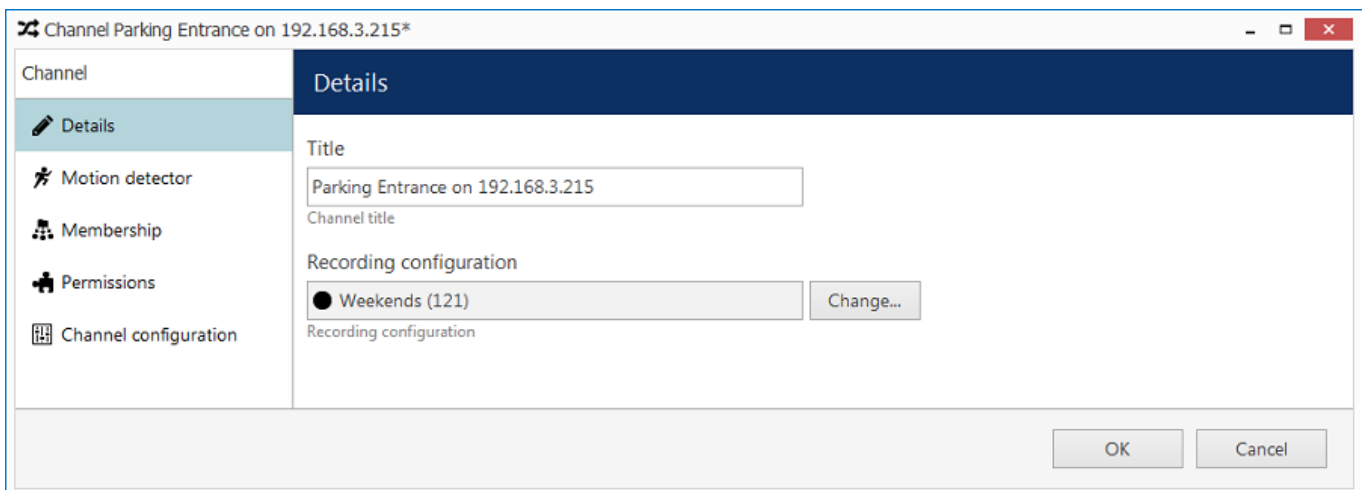 Channel Parking Entrance on 192.168.3.215*
Channel
Details
Details
Motion detector
Membership
Permissions
Channel configuration
Title
Parking Entrance on 192.168.3.215
Channel title
Recording configuration
Weekends (121)
Change...
Recording configuration
OK
Cancel